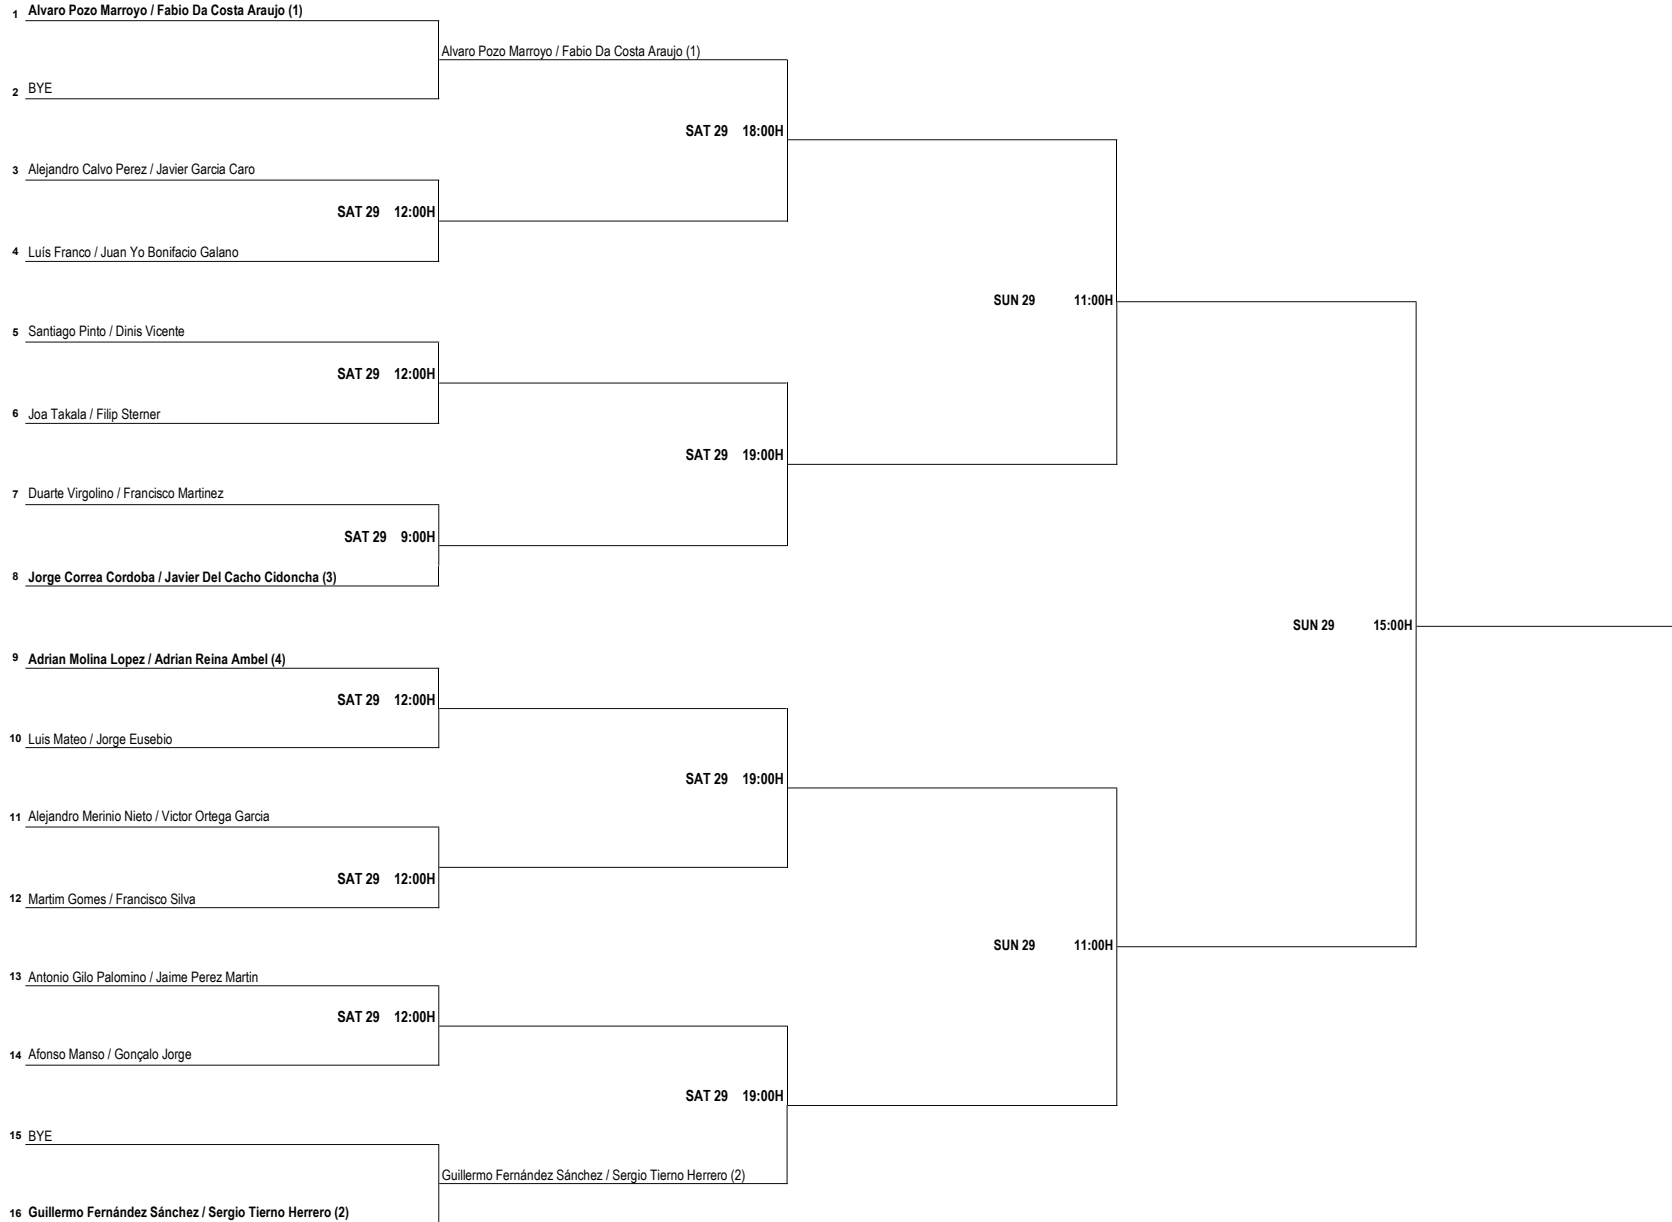 1 Alvaro Pozo Marroyo / Fabio Da Costa Araujo (1)
Alvaro Pozo Marroyo / Fabio Da Costa Araujo (1)
2 BYE
SAT 29 18:00H
3 Alejandro Calvo Perez / Javier Garcia Caro
SAT 29 12:00H
4 Luís Franco / Juan Yo Bonifacio Galano
SUN 29 11:00H
5 Santiago Pinto / Dinis Vicente
SAT 29 12:00H
6 Joa Takala / Filip Sterner
SAT 29 19:00H
7 Duarte Virgolino / Francisco Martinez
SAT 29 9:00H
8 Jorge Correa Cordoba / Javier Del Cacho Cidoncha (3)
SUN 29 15:00H
9 Adrian Molina Lopez / Adrian Reina Ambel (4)
SAT 29 12:00H
10 Luis Mateo / Jorge Eusebio
SAT 29 19:00H
11 Alejandro Merinio Nieto / Victor Ortega Garcia
SAT 29 12:00H
12 Martim Gomes / Francisco Silva
SUN 29 11:00H
13 Antonio Gilo Palomino / Jaime Perez Martin
SAT 29 12:00H
14 Afonso Manso / Gonçalo Jorge
SAT 29 19:00H
15 BYE
Guillermo Fernández Sánchez / Sergio Tierno Herrero (2)
16 Guillermo Fernández Sánchez / Sergio Tierno Herrero (2)